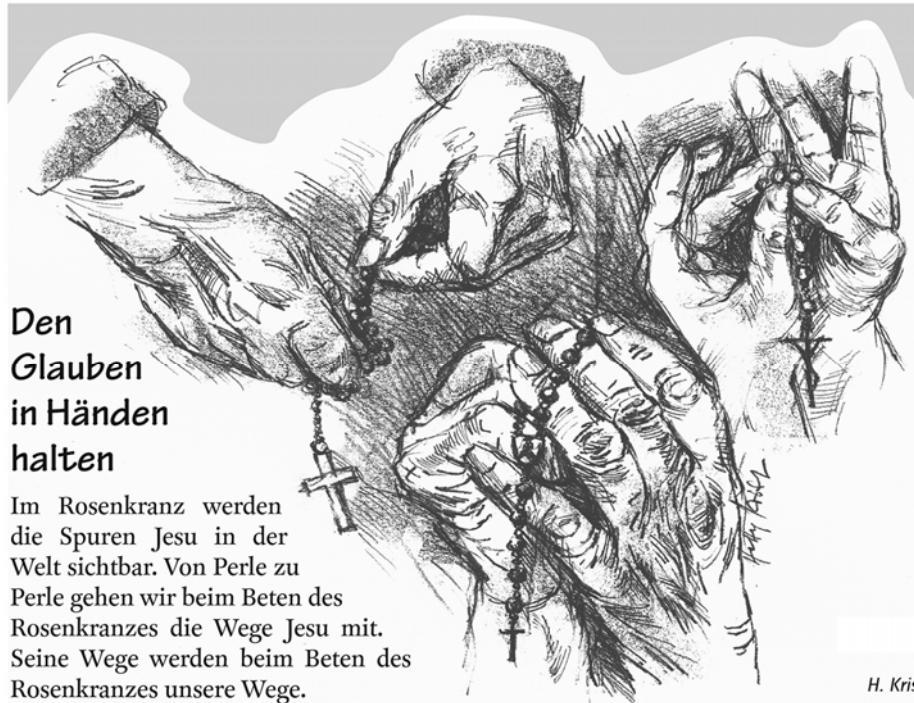 Den
Glauben
in Händen
halten
Im Rosenkranz werden
die Spuren Jesu in der
Welt sichtbar. Von Perle zu
Perle gehen wir beim Beten des
Rosenkranzes die Wege Jesu mit.
Seine Wege werden beim Beten des
Rosenkranzes unsere Wege.
H. Kris